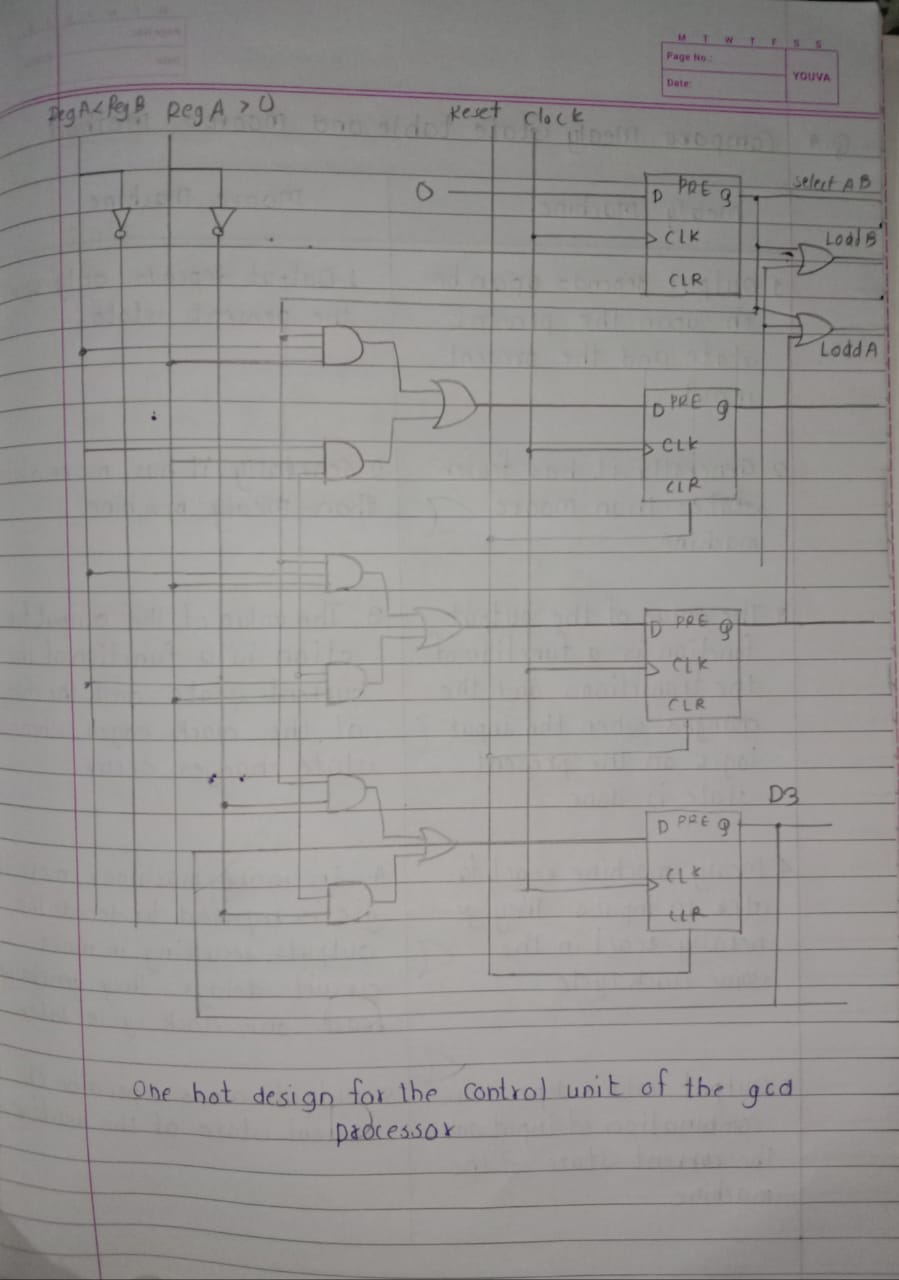 M T W T F S S
Page No.:
YOUVA
Date:
RegA<RegB RegA > 0 Reset Clock
0
D PRE Q
CLK
CLR
Select AB
Load B
Load A
D PRE Q
CLK
CLR
D PRE Q
CLK
CLR
D3
D PRE Q
CLK
CLR
One hot design for the control unit of the gcd
processor